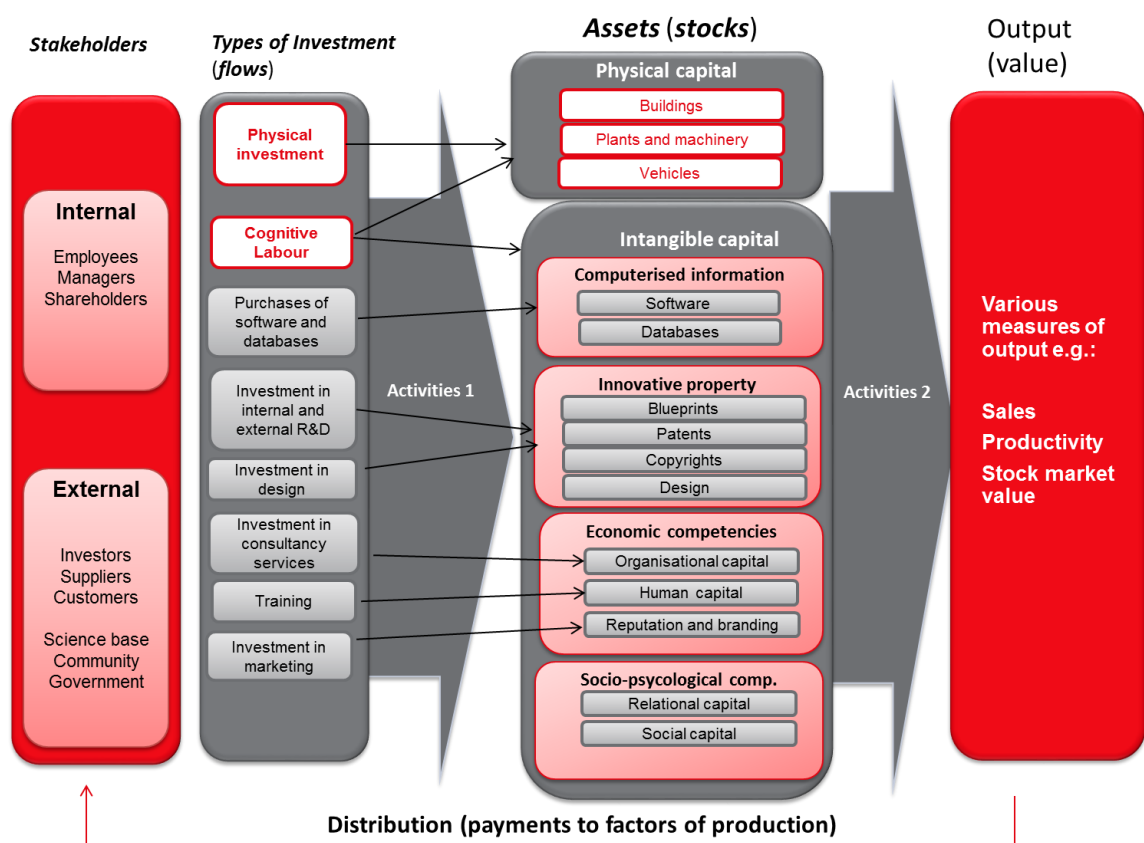 Stakeholders
Internal
Employees
Managers
Shareholders
External
Investors
Suppliers
Customers
Science base
Community
Government
Types of Investment
(flows)
Physical
investment
Cognitive
Labour
Purchases of
software and
databases
Investment in
internal and
external R&D
Investment in
design
Investment in
consultancy
services
Training
Investment in
marketing
Activities 1
Assets (stocks)
Physical capital
Buildings
Plants and machinery
Vehicles
Intangible capital
Computerised information
Software
Databases
Innovative property
Blueprints
Patents
Copyrights
Design
Economic competencies
Organisational capital
Human capital
Reputation and branding
Socio-psycological comp.
Relational capital
Social capital
Activities 2
Output
(value)
Various
measures of
output e.g.:
Sales
Productivity
Stock market
value
Distribution (payments to factors of production)